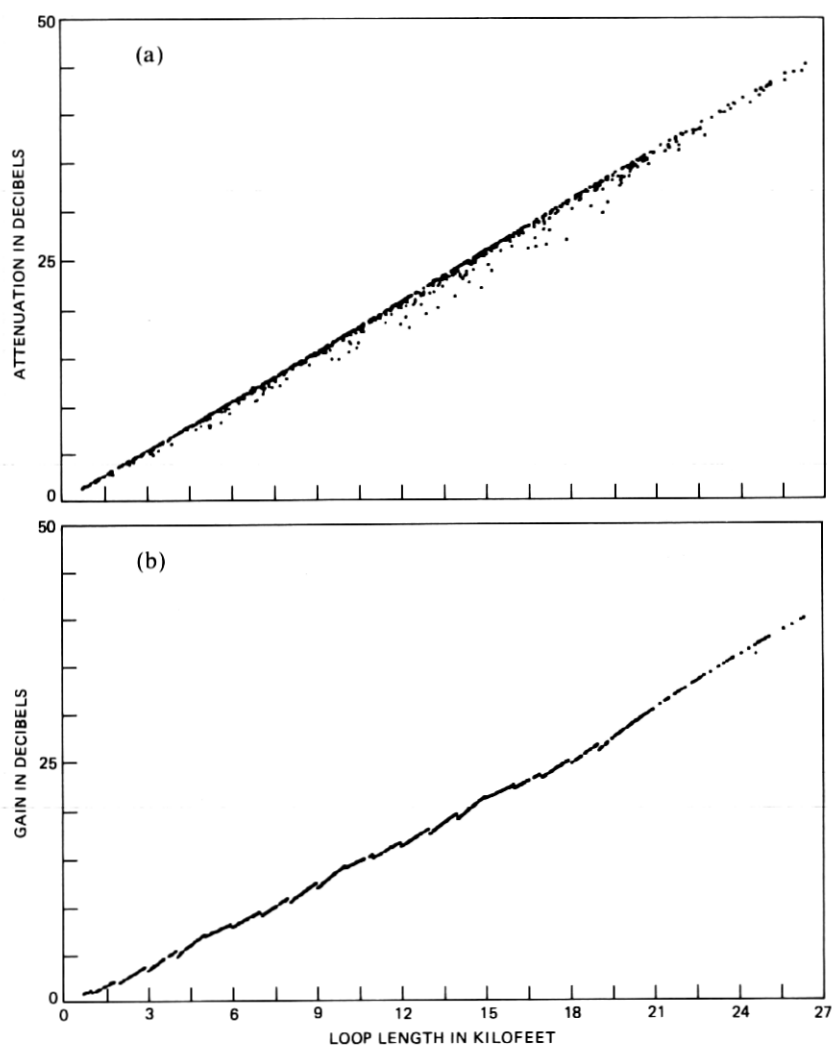 50
(a)
ATTENUATION IN DECIBELS
25
0
50
(b)
GAIN IN DECIBELS
25
0
0 3 6 9 12 15 18 21 24 27
LOOP LENGTH IN KILOFEET